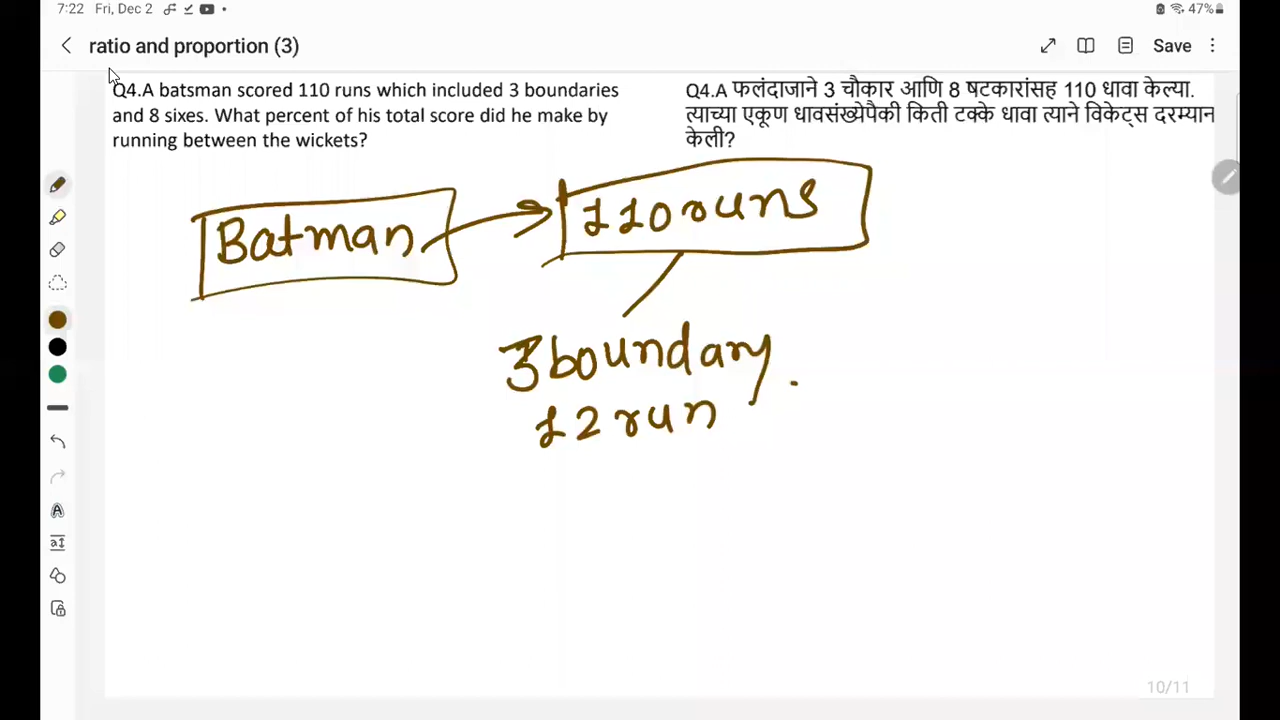 7:22 Fri, Dec 2 47%
ratio and proportion (3) Save
Q4.A batsman scored 110 runs which included 3 boundaries
and 8 sixes. What percent of his total score did he make by
running between the wickets?
Q4.A फलंदाजाने 3 चौकार आणि 8 षटकारांसह 110 धावा केल्या.
त्याच्या एकूण धावसंख्येपैकी किती टक्के धावा त्याने विकेट्स दरम्यान
केली?
Batman 110 runs
3 boundary
12 run
10/11